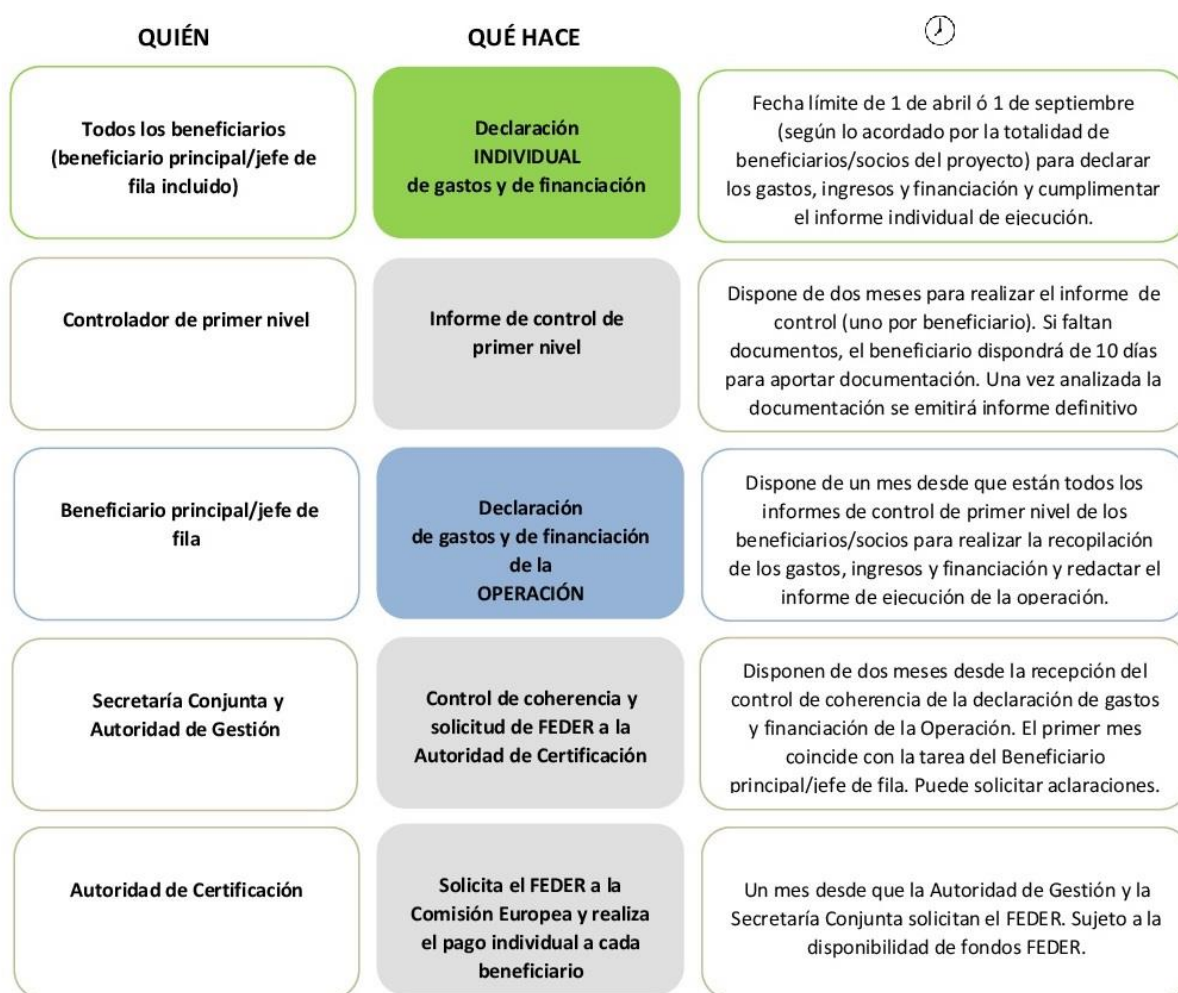 QUIÉN
QUÉ HACE
Todos los beneficiarios
(beneficiario principal/jefe de
fila incluido)
Declaración
INDIVIDUAL
de gastos y de financiación
Fecha límite de 1 de abril ó 1 de septiembre
(según lo acordado por la totalidad de
beneficiarios/socios del proyecto) para declarar
los gastos, ingresos y financiación y cumplimentar
el informe individual de ejecución.
Controlador de primer nivel
Informe de control de
primer nivel
Dispone de dos meses para realizar el informe de
control (uno por beneficiario). Si faltan
documentos, el beneficiario dispondrá de 10 días
para aportar documentación. Una vez analizada la
documentación se emitirá informe definitivo
Beneficiario principal/jefe de
fila
Declaración
de gastos y de financiación
de la
OPERACIÓN
Dispone de un mes desde que están todos los
informes de control de primer nivel de los
beneficiarios/socios para realizar la recopilación
de los gastos, ingresos y financiación y redactar el
informe de ejecución de la operación.
Secretaría Conjunta y
Autoridad de Gestión
Control de coherencia y
solicitud de FEDER a la
Autoridad de Certificación
Disponen de dos meses desde la recepción del
control de coherencia de la declaración de gastos
y financiación de la Operación. El primer mes
coincide con la tarea del Beneficiario
principal/jefe de fila. Puede solicitar aclaraciones.
Autoridad de Certificación
Solicita el FEDER a la
Comisión Europea y realiza
el pago individual a cada
beneficiario
Un mes desde que la Autoridad de Gestión y la
Secretaría Conjunta solicitan el FEDER. Sujeto a la
disponibilidad de fondos FEDER.